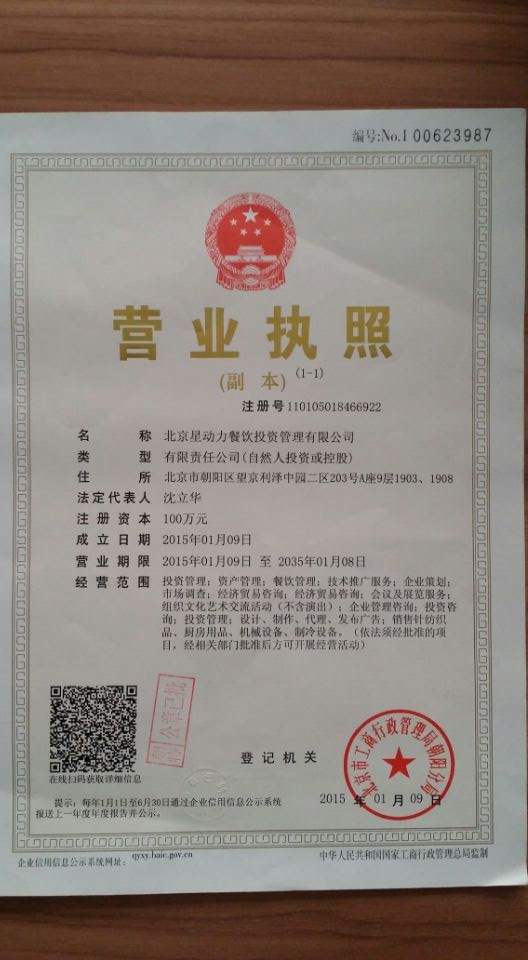 编号:No.1 00623987
营业执照
(副 本) (1-1)
注册号110105018466922
名 称 北京星动力餐饮投资管理有限公司
类 型 有限责任公司(自然人投资或控股)
住 所 北京市朝阳区望京利泽中园二区203号A座9层1903、1908
法定代表人 沈立华
注册资本 100万元
成立日期 2015年01月09日
营业期限 2015年01月09日 至 2035年01月08日
经营范围 投资管理；资产管理；餐饮管理；技术推广服务；企业策划；
市场调查；经济贸易咨询；经济贸易咨询；会议及展览服务；
组织文化艺术交流活动（不含演出）；企业管理咨询；投资咨
询；投资管理；设计、制作、代理、发布广告；销售针纺织
品、厨房用品、机械设备、制冷设备。（依法须经批准的项
目，经相关部门批准后方可开展经营活动）
在线扫码获取详细信息
登记机关
北京市工商行政管理局朝阳分局
2015 年 01 月 09 日
提示：每年1月1日至6月30日通过企业信用信息公示系统
报送上一年度年度报告并公示。
企业信用信息公示系统网址： qyxy.baic.gov.cn
中华人民共和国国家工商行政管理总局监制